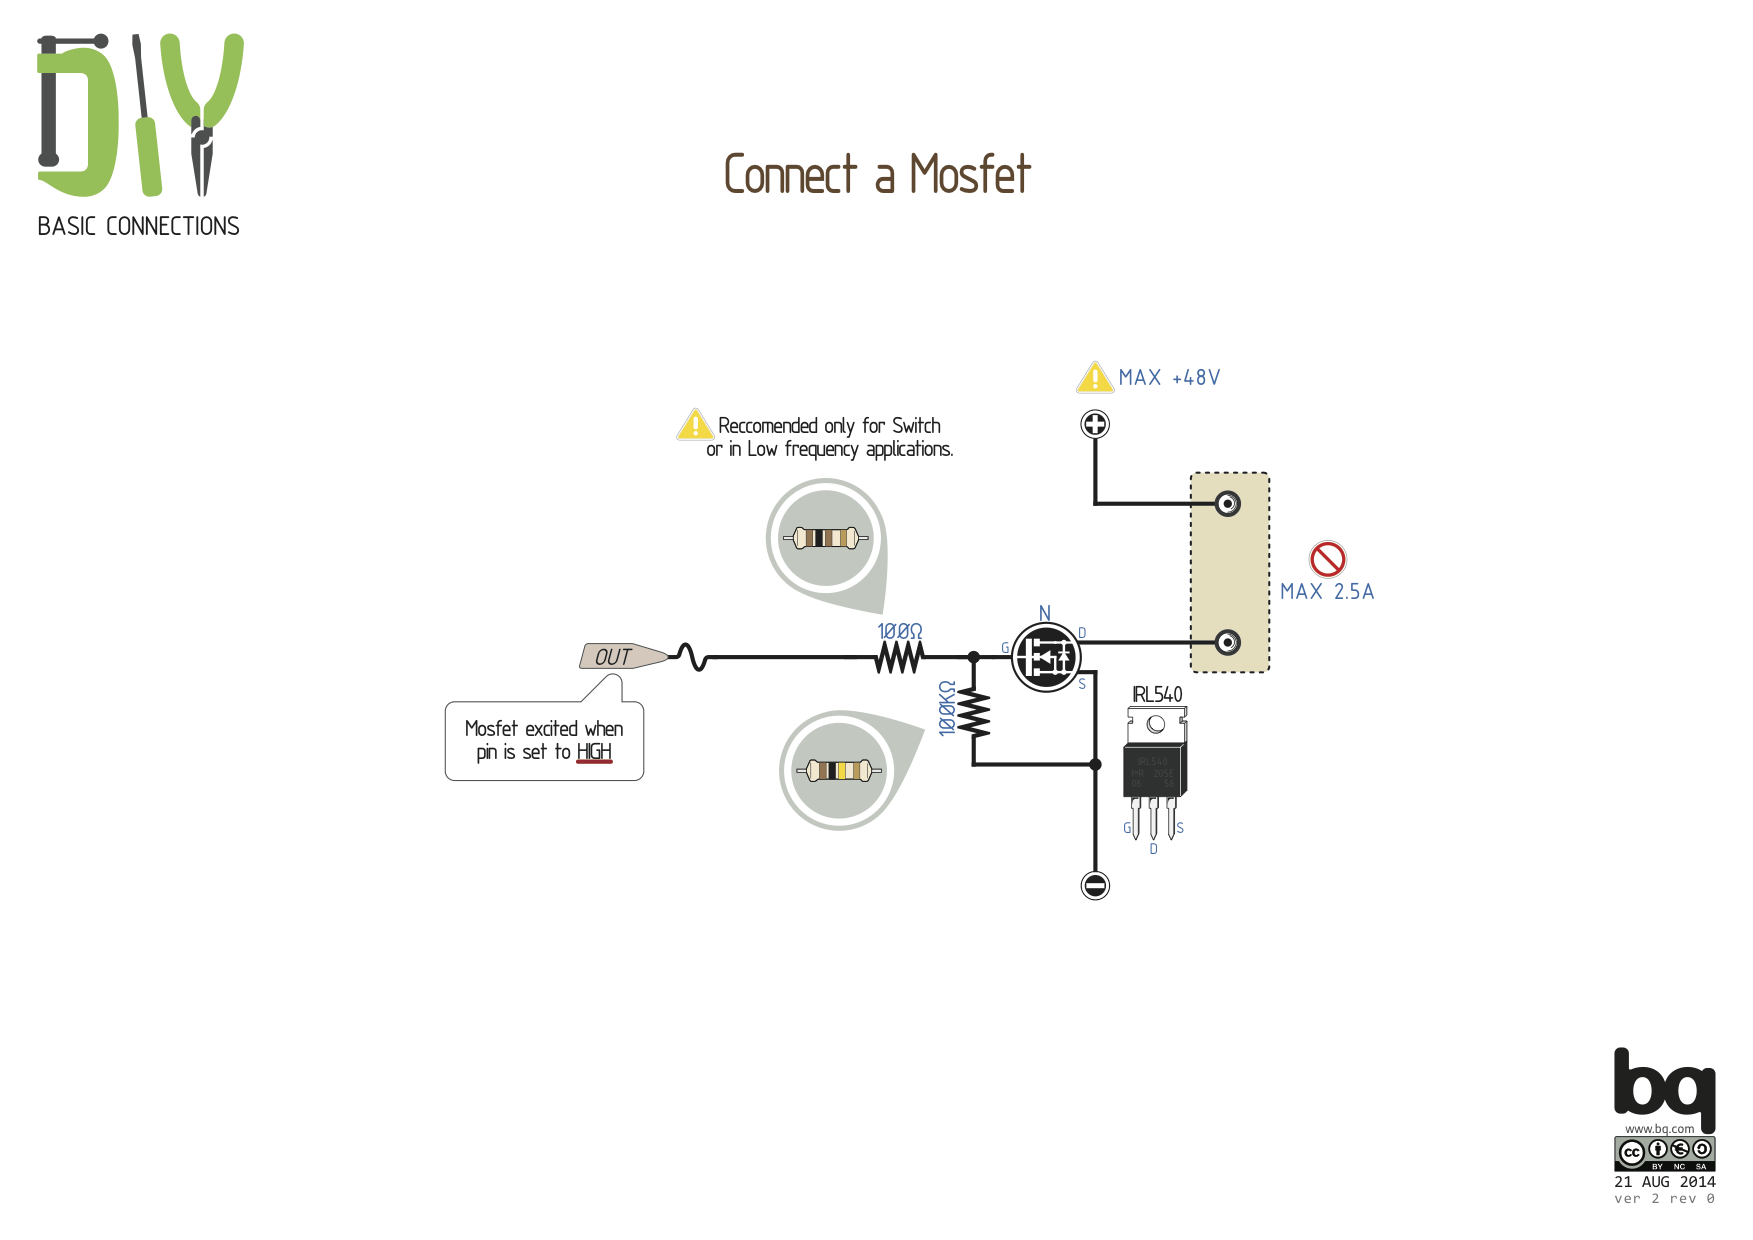 DIY
BASIC CONNECTIONS
Connect a Mosfet
MAX +48V
Reccomended only for Switch
or in Low frequency applications.
MAX 2.5A
100Ω
N
G
D
S
OUT
100KΩ
Mosfet excited when
pin is set to HIGH
IRL540
IRL540
G
S
D
bq
www.bq.com
cc
BY NC SA
21 AUG 2014
ver 2 rev 0